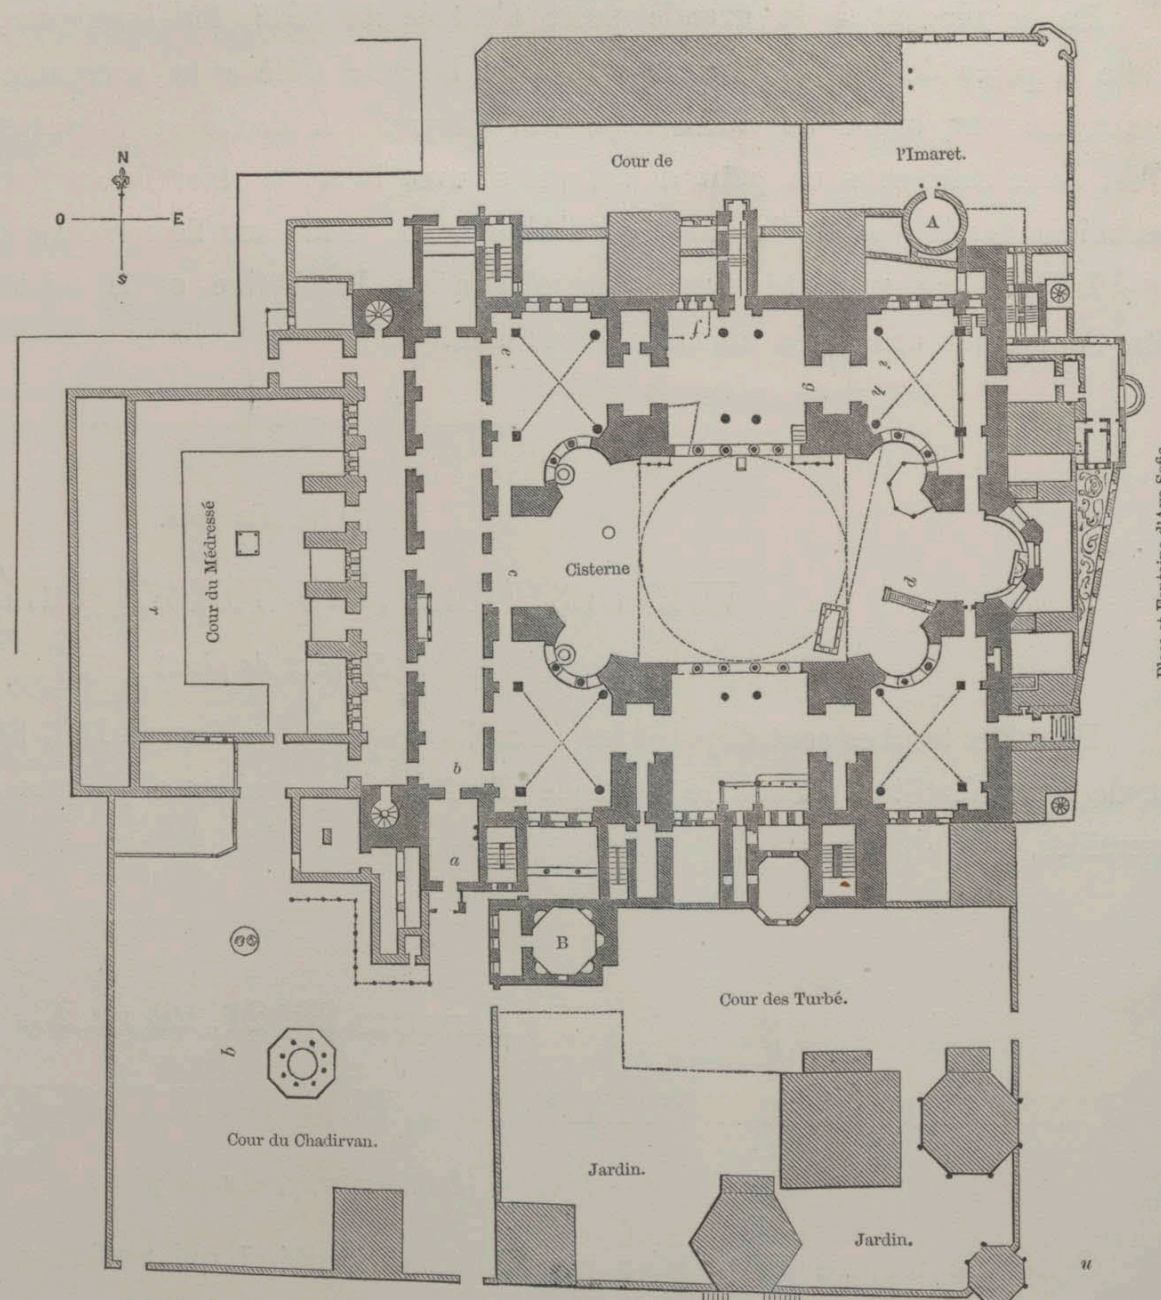 Cour de
l'Imaret.
N
O
E
S
A
f
e
i
h
g
Cour du Médressé
r
Cisterne
c
d
b
a
B
Cour des Turbé.
b
Cour du Chadirvan.
Jardin.
Jardin.
u